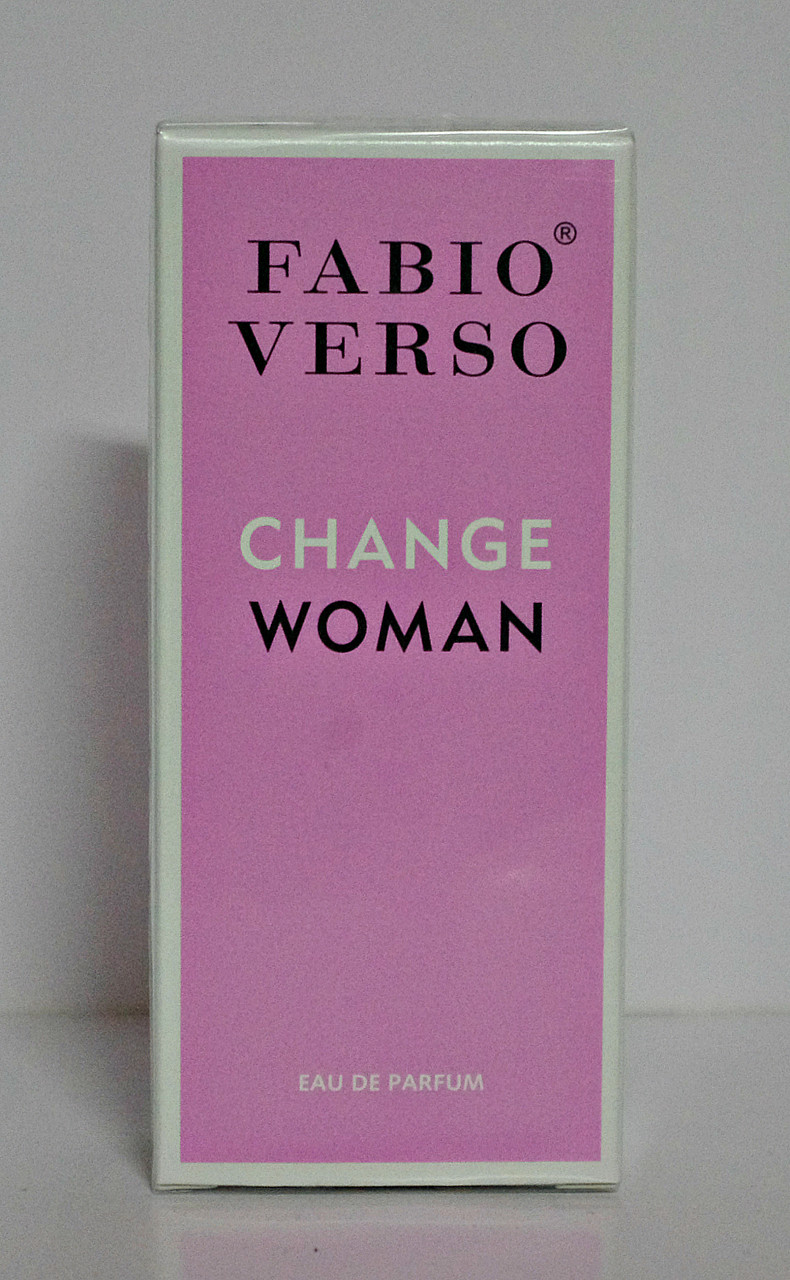 FABIO®
VERSO
CHANGE
WOMAN
EAU DE PARFUM